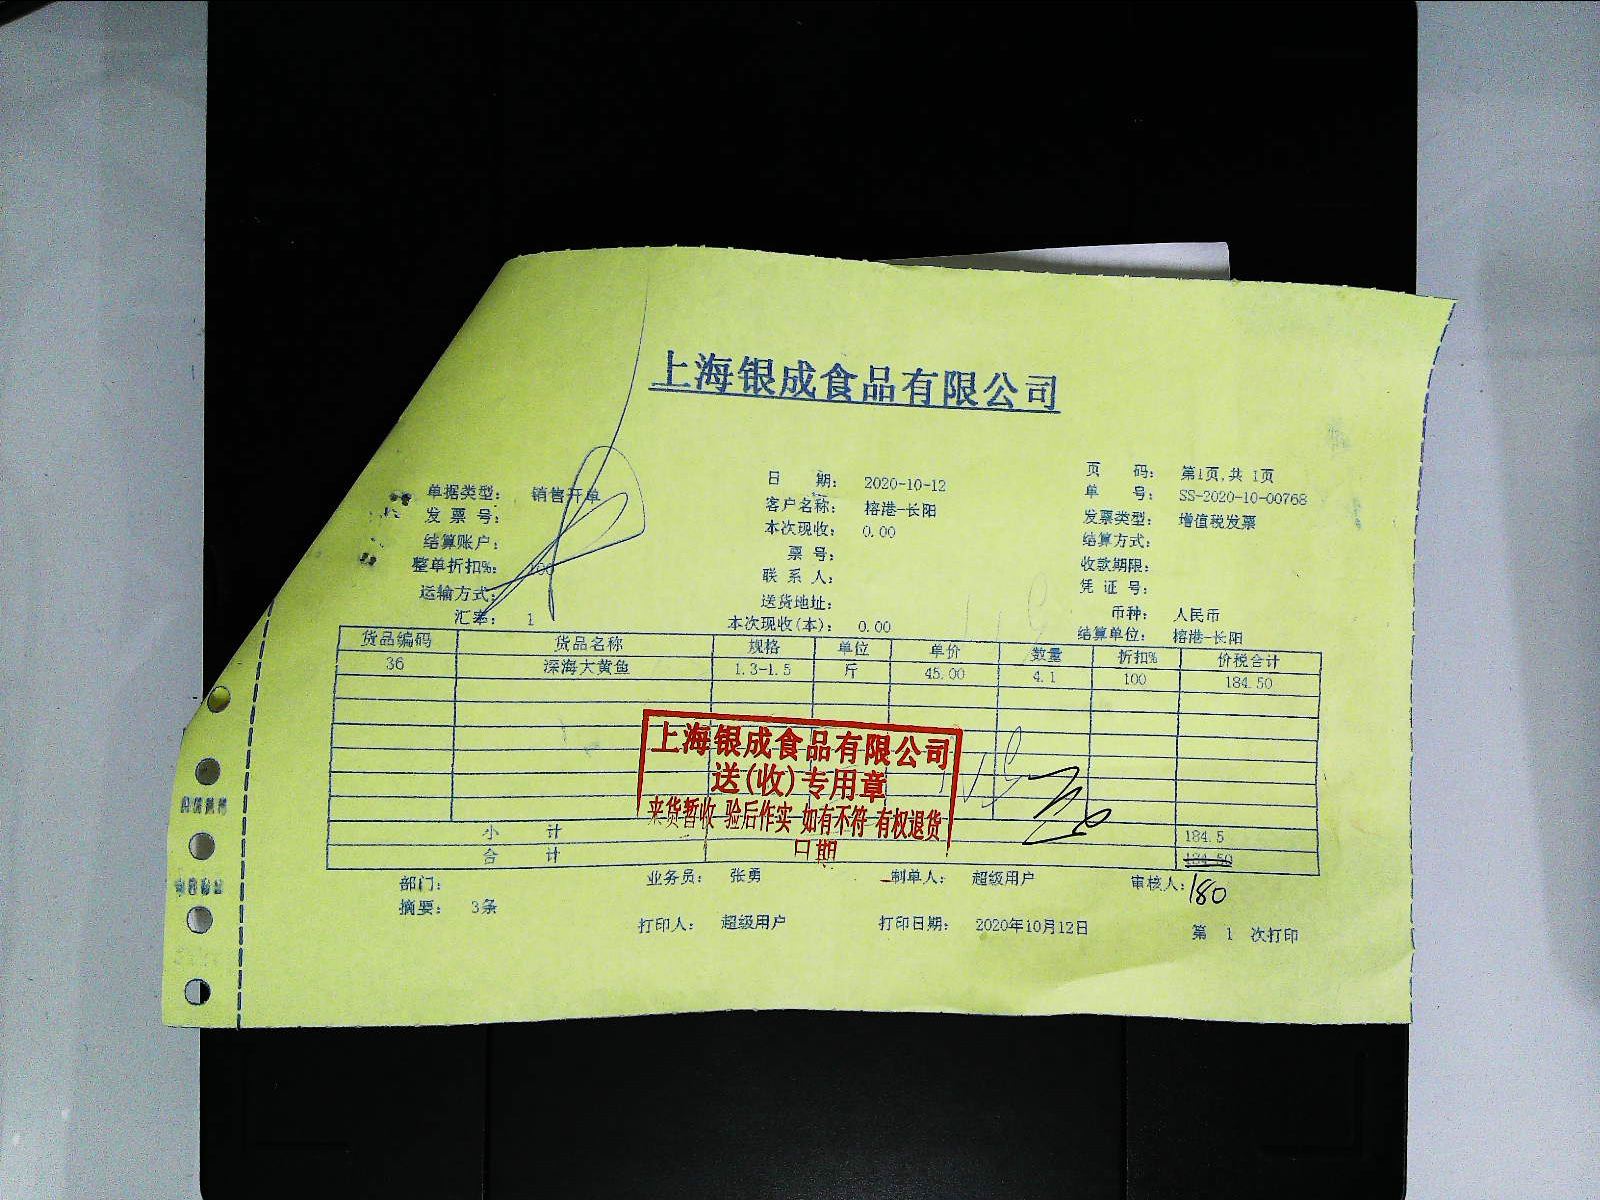 上海银成食品有限公司
单据类型: 销售开单 日 期: 2020-10-12 页 码: 第1页,共 1页
发 票 号: 客户名称: 榕港-长阳 单 号: SS-2020-10-00768
结算账户: 本次现收: 0.00 发票类型: 增值税发票
整单折扣%: 100 票 号: 结算方式:
运输方式: 联 系 人: 收款期限:
汇率: 1 送货地址: 凭 证 号:
本次现收(本): 0.00 币种: 人民币
结算单位: 榕港-长阳
货品编码 货品名称 规格 单位 单价 数量 折扣% 价税合计
36 深海大黄鱼 1.3-1.5 斤 45.00 4.1 100 184.50
上海银成食品有限公司
送(收)专用章
来货暂收 验后作实 如有不符 有权退货
日期
小 计 184.5
合 计 184.50
180
部门: 业务员: 张勇 制单人: 超级用户 审核人:
摘要: 3条
打印人: 超级用户 打印日期: 2020年10月12日 第 1 次打印